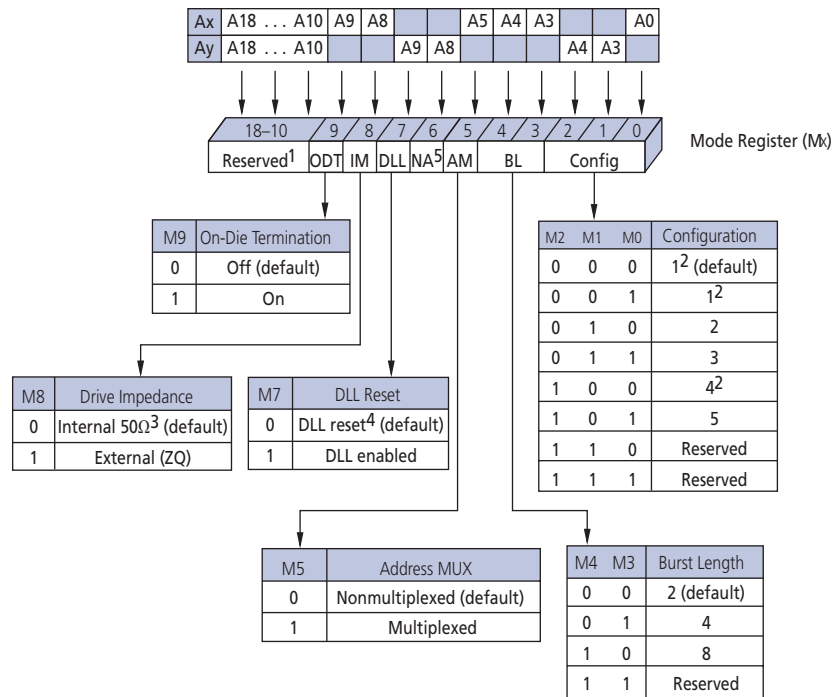 Ax A18 . . . A10 A9 A8 A5 A4 A3 A0
Ay A18 . . . A10 A9 A8 A4 A3
18–10 9 8 7 6 5 4 3 2 1 0
Mode Register (Mx)
Reserved1 ODT IM DLL NA5 AM BL Config
M9 On-Die Termination
0 Off (default)
1 On
M2 M1 M0 Configuration
0 0 0 12 (default)
0 0 1 12
0 1 0 2
0 1 1 3
1 0 0 42
1 0 1 5
1 1 0 Reserved
1 1 1 Reserved
M8 Drive Impedance
0 Internal 50Ω3 (default)
1 External (ZQ)
M7 DLL Reset
0 DLL reset4 (default)
1 DLL enabled
M5 Address MUX
0 Nonmultiplexed (default)
1 Multiplexed
M4 M3 Burst Length
0 0 2 (default)
0 1 4
1 0 8
1 1 Reserved